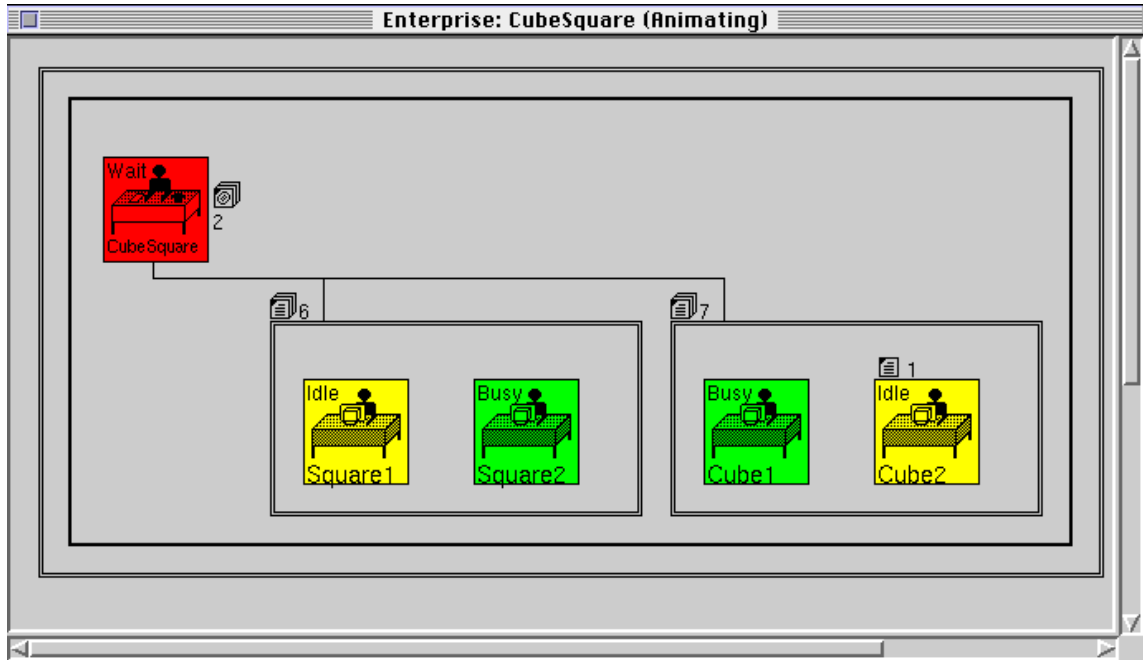 Enterprise: CubeSquare (Animating)
Wait
2
CubeSquare
6
7
1
Idle
Busy
Busy
Idle
Square1
Square2
Cube1
Cube2